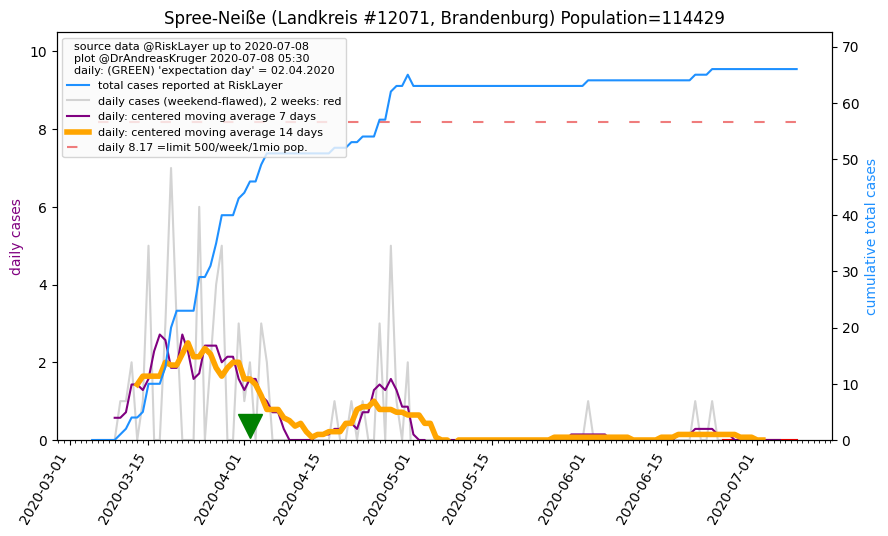 Spree-Neiße (Landkreis #12071, Brandenburg) Population=114429
source data @RiskLayer up to 2020-07-08
plot @DrAndreasKruger 2020-07-08 05:30
daily: (GREEN) 'expectation day' = 02.04.2020
total cases reported at RiskLayer
daily cases (weekend-flawed), 2 weeks: red
daily: centered moving average 7 days
daily: centered moving average 14 days
daily 8.17 =limit 500/week/1mio pop.
daily cases
10
8
6
4
2
0
cumulative total cases
70
60
50
40
30
20
10
0
2020-03-01
2020-03-15
2020-04-01
2020-04-15
2020-05-01
2020-05-15
2020-06-01
2020-06-15
2020-07-01